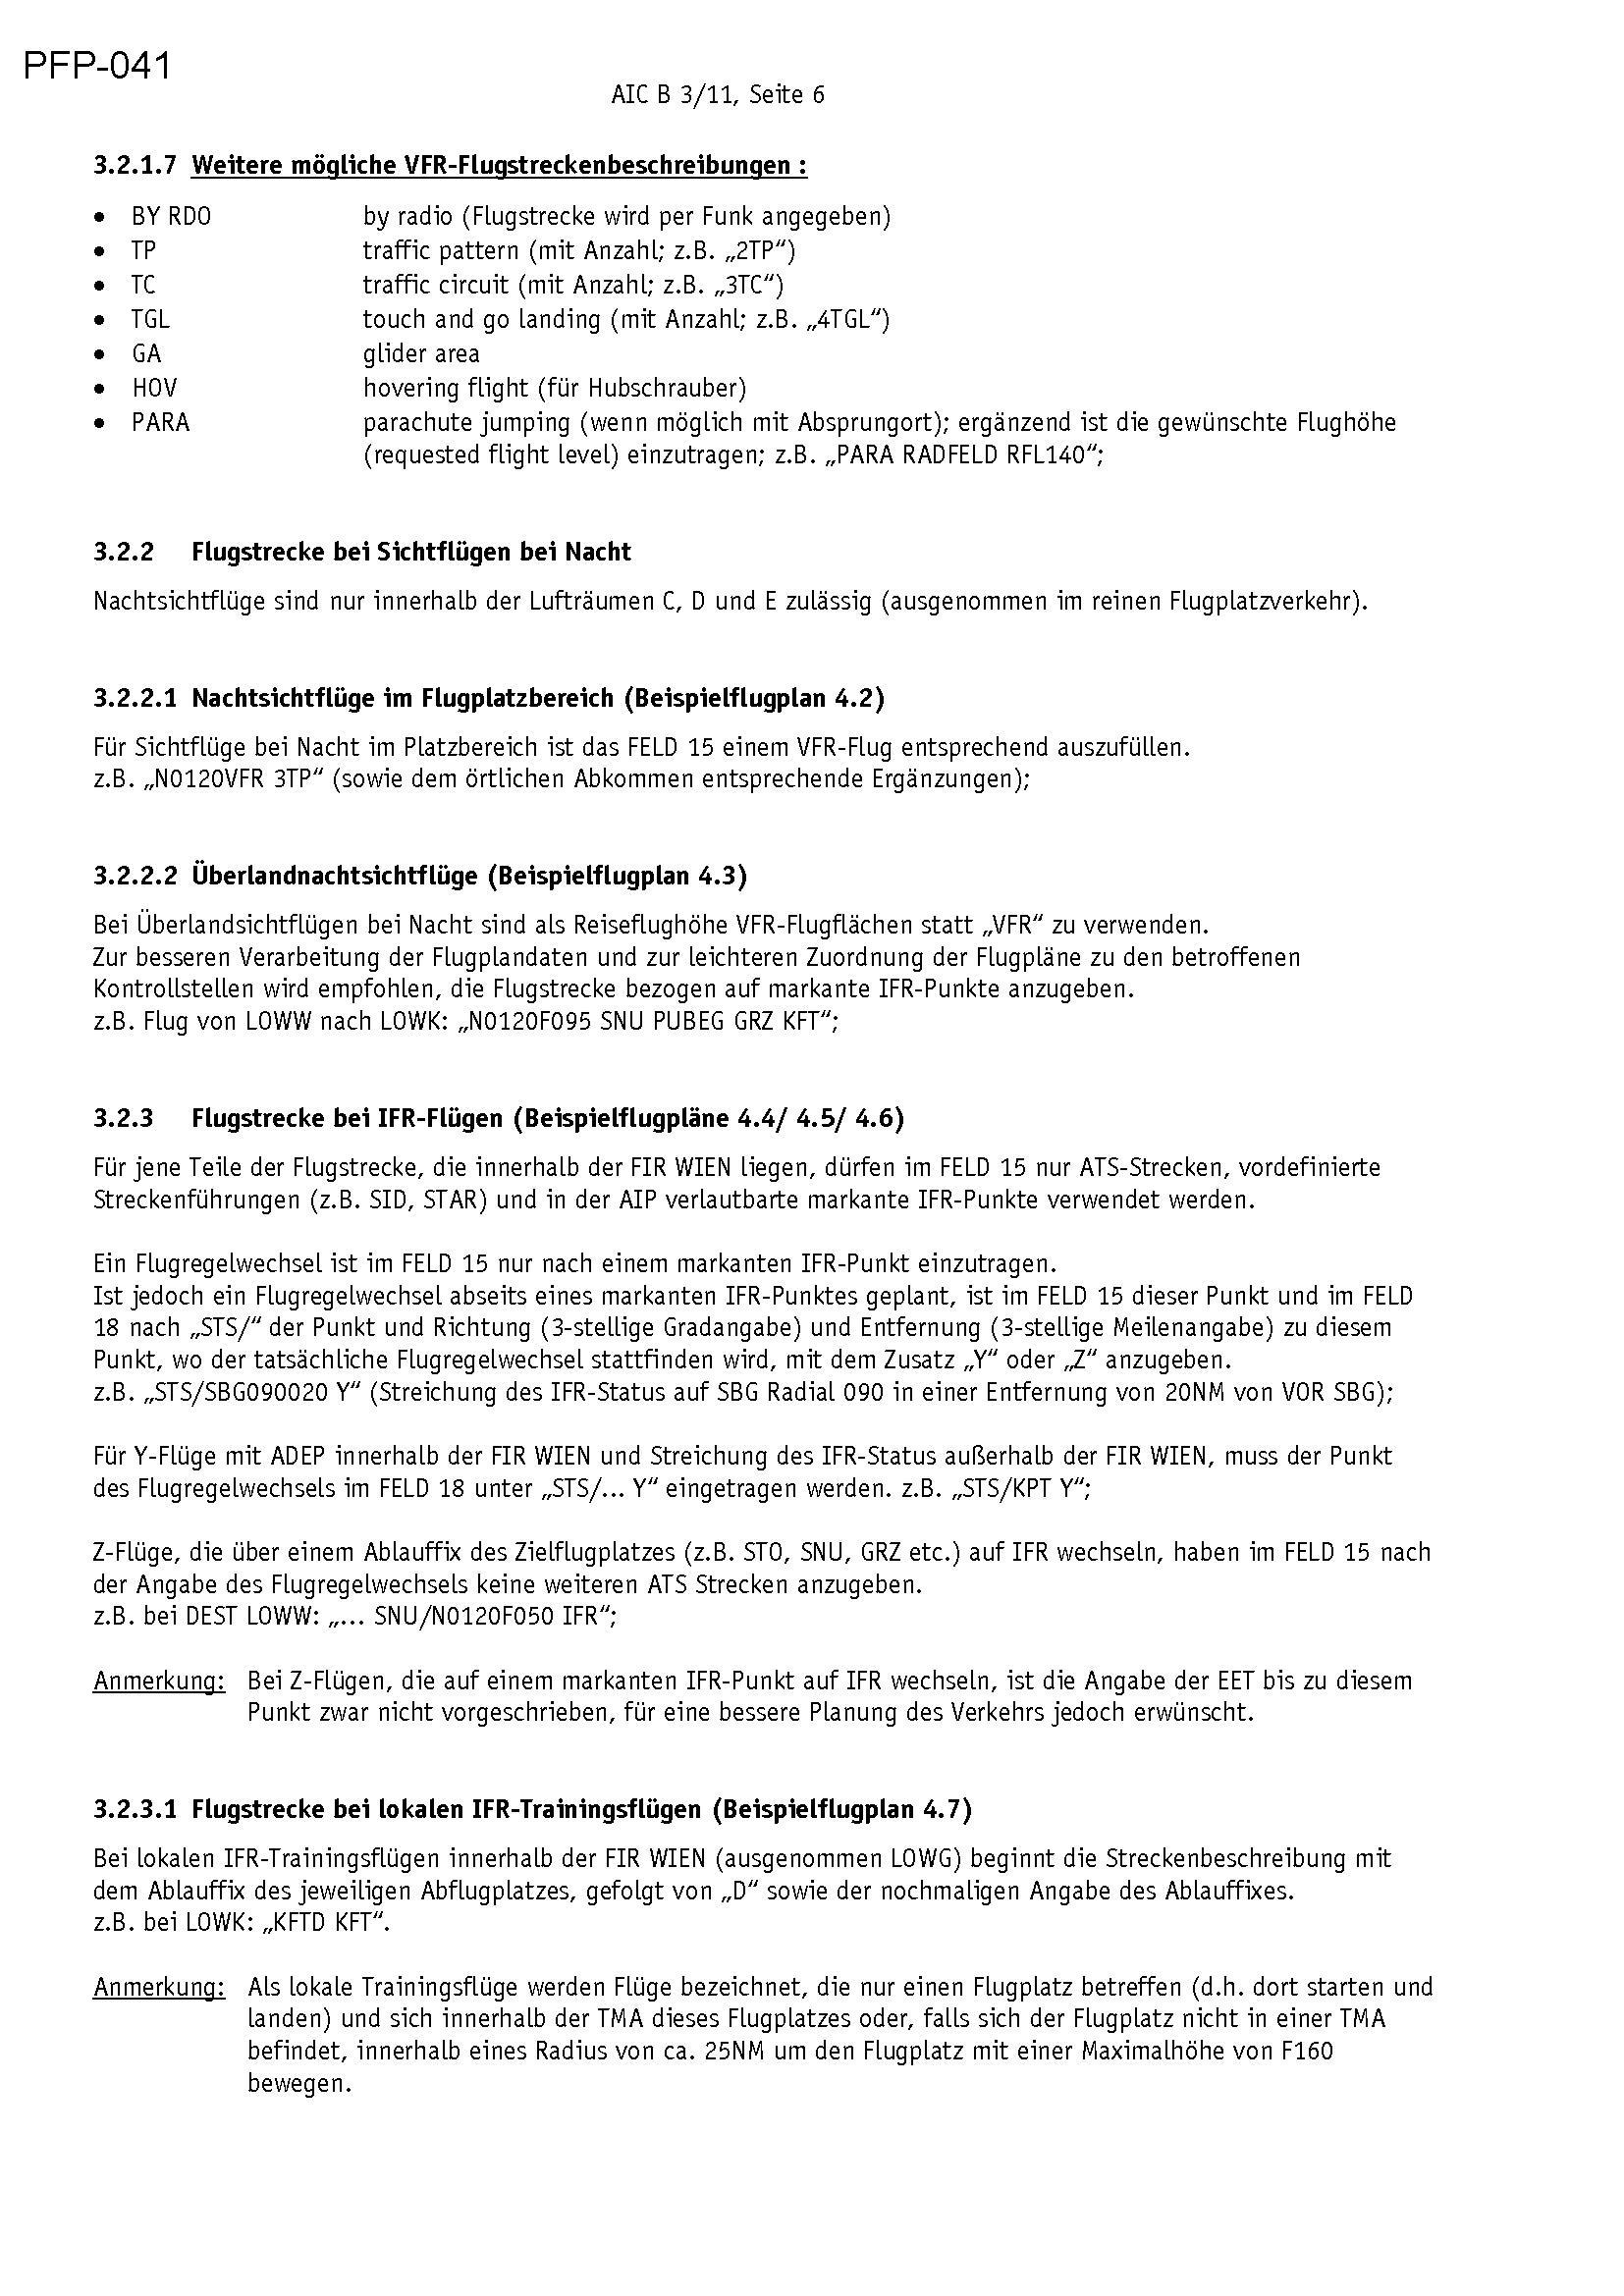 PFP-041
AIC B 3/11, Seite 6
3.2.1.7 Weitere mögliche VFR-Flugstreckenbeschreibungen :
• BY RDO by radio (Flugstrecke wird per Funk angegeben)
• TP traffic pattern (mit Anzahl; z.B. „2TP“)
• TC traffic circuit (mit Anzahl; z.B. „3TC“)
• TGL touch and go landing (mit Anzahl; z.B. „4TGL“)
• GA glider area
• HOV hovering flight (für Hubschrauber)
• PARA parachute jumping (wenn möglich mit Absprungort); ergänzend ist die gewünschte Flughöhe
(requested flight level) einzutragen; z.B. „PARA RADFELD RFL140“;
3.2.2 Flugstrecke bei Sichtflügen bei Nacht
Nachtsichtflüge sind nur innerhalb der Lufträumen C, D und E zulässig (ausgenommen im reinen Flugplatzverkehr).
3.2.2.1 Nachtsichtflüge im Flugplatzbereich (Beispielflugplan 4.2)
Für Sichtflüge bei Nacht im Platzbereich ist das FELD 15 einem VFR-Flug entsprechend auszufüllen.
z.B. „N0120VFR 3TP“ (sowie dem örtlichen Abkommen entsprechende Ergänzungen);
3.2.2.2 Überlandnachtsichtflüge (Beispielflugplan 4.3)
Bei Überlandsichtflügen bei Nacht sind als Reiseflughöhe VFR-Flugflächen statt „VFR“ zu verwenden.
Zur besseren Verarbeitung der Flugplandaten und zur leichteren Zuordnung der Flugpläne zu den betroffenen
Kontrollstellen wird empfohlen, die Flugstrecke bezogen auf markante IFR-Punkte anzugeben.
z.B. Flug von LOWW nach LOWK: „N0120F095 SNU PUBEG GRZ KFT“;
3.2.3 Flugstrecke bei IFR-Flügen (Beispielflugpläne 4.4/ 4.5/ 4.6)
Für jene Teile der Flugstrecke, die innerhalb der FIR WIEN liegen, dürfen im FELD 15 nur ATS-Strecken, vordefinierte
Streckenführungen (z.B. SID, STAR) und in der AIP verlautbarte markante IFR-Punkte verwendet werden.
Ein Flugregelwechsel ist im FELD 15 nur nach einem markanten IFR-Punkt einzutragen.
Ist jedoch ein Flugregelwechsel abseits eines markanten IFR-Punktes geplant, ist im FELD 15 dieser Punkt und im FELD
18 nach „STS/“ der Punkt und Richtung (3-stellige Gradangabe) und Entfernung (3-stellige Meilenangabe) zu diesem
Punkt, wo der tatsächliche Flugregelwechsel stattfinden wird, mit dem Zusatz „Y“ oder „Z“ anzugeben.
z.B. „STS/SBG090020 Y“ (Streichung des IFR-Status auf SBG Radial 090 in einer Entfernung von 20NM von VOR SBG);
Für Y-Flüge mit ADEP innerhalb der FIR WIEN und Streichung des IFR-Status außerhalb der FIR WIEN, muss der Punkt
des Flugregelwechsels im FELD 18 unter „STS/... Y“ eingetragen werden. z.B. „STS/KPT Y“;
Z-Flüge, die über einem Ablauffix des Zielflugplatzes (z.B. STO, SNU, GRZ etc.) auf IFR wechseln, haben im FELD 15 nach
der Angabe des Flugregelwechsels keine weiteren ATS Strecken anzugeben.
z.B. bei DEST LOWW: „... SNU/N0120F050 IFR“;
Anmerkung: Bei Z-Flügen, die auf einem markanten IFR-Punkt auf IFR wechseln, ist die Angabe der EET bis zu diesem
Punkt zwar nicht vorgeschrieben, für eine bessere Planung des Verkehrs jedoch erwünscht.
3.2.3.1 Flugstrecke bei lokalen IFR-Trainingsflügen (Beispielflugplan 4.7)
Bei lokalen IFR-Trainingsflügen innerhalb der FIR WIEN (ausgenommen LOWG) beginnt die Streckenbeschreibung mit
dem Ablauffix des jeweiligen Abflugplatzes, gefolgt von „D“ sowie der nochmaligen Angabe des Ablauffixes.
z.B. bei LOWK: „KFTD KFT“.
Anmerkung: Als lokale Trainingsflüge werden Flüge bezeichnet, die nur einen Flugplatz betreffen (d.h. dort starten und
landen) und sich innerhalb der TMA dieses Flugplatzes oder, falls sich der Flugplatz nicht in einer TMA
befindet, innerhalb eines Radius von ca. 25NM um den Flugplatz mit einer Maximalhöhe von F160
bewegen.